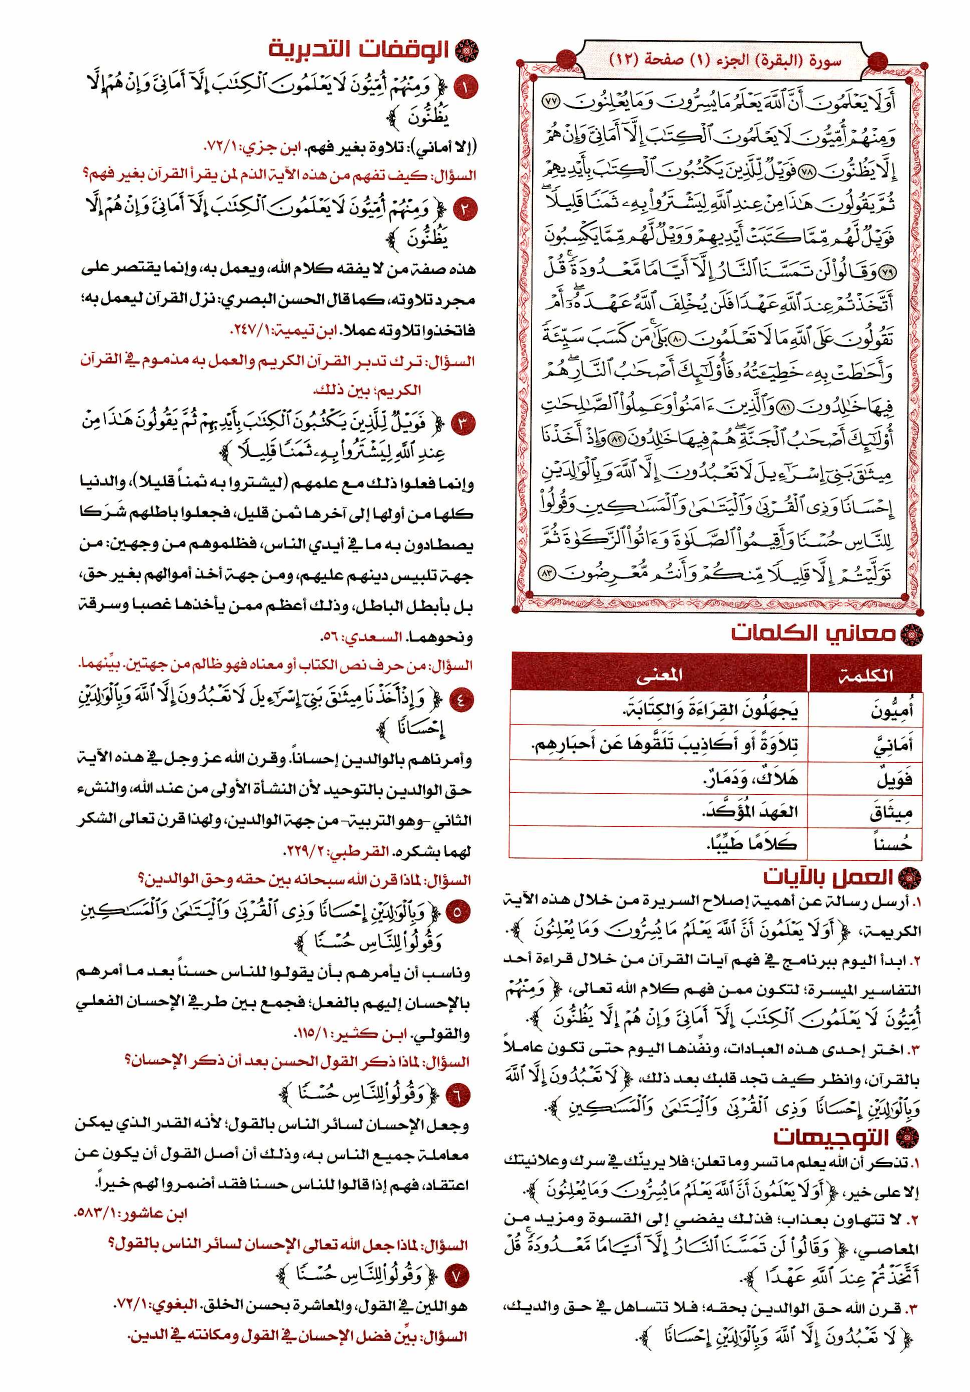 سورة (البقرة) الجزء (١) صفحة (١٢)
أَوَلَا يَعْلَمُونَ أَنَّ ٱللَّهَ يَعْلَمُ مَا يُسِرُّونَ وَمَا يُعْلِنُونَ ٧٧
وَمِنْهُمْ أُمِّيُّونَ لَا يَعْلَمُونَ ٱلْكِتَٰبَ إِلَّآ أَمَانِىَّ وَإِنْ هُمْ
إِلَّا يَظُنُّونَ ٧٨ فَوَيْلٌ لِّلَّذِينَ يَكْتُبُونَ ٱلْكِتَٰبَ بِأَيْدِيهِمْ
ثُمَّ يَقُولُونَ هَٰذَا مِنْ عِندِ ٱللَّهِ لِيَشْتَرُوا۟ بِهِۦ ثَمَنًا قَلِيلًا ۖ
فَوَيْلٌ لَّهُم مِّمَّا كَتَبَتْ أَيْدِيهِمْ وَوَيْلٌ لَّهُم مِّمَّا يَكْسِبُونَ
٧٩ وَقَالُوا۟ لَن تَمَسَّنَا ٱلنَّارُ إِلَّآ أَيَّامًا مَّعْدُودَةً ۚ قُلْ
أَتَّخَذْتُمْ عِندَ ٱللَّهِ عَهْدًا فَلَن يُخْلِفَ ٱللَّهُ عَهْدَهُۥٓ ۖ أَمْ
تَقُولُونَ عَلَى ٱللَّهِ مَا لَا تَعْلَمُونَ ٨٠ بَلَىٰ مَن كَسَبَ سَيِّئَةً
وَأَحَٰطَتْ بِهِۦ خَطِيٓـَٔتُهُۥ فَأُو۟لَٰٓئِكَ أَصْحَٰبُ ٱلنَّارِ ۖ هُمْ
فِيهَا خَٰلِدُونَ ٨١ وَٱلَّذِينَ ءَامَنُوا۟ وَعَمِلُوا۟ ٱلصَّٰلِحَٰتِ
أُو۟لَٰٓئِكَ أَصْحَٰبُ ٱلْجَنَّةِ ۖ هُمْ فِيهَا خَٰلِدُونَ ٨٢ وَإِذْ أَخَذْنَا
مِيثَٰقَ بَنِىٓ إِسْرَٰٓءِيلَ لَا تَعْبُدُونَ إِلَّا ٱللَّهَ وَبِٱلْوَٰلِدَيْنِ
إِحْسَانًا وَذِى ٱلْقُرْبَىٰ وَٱلْيَتَٰمَىٰ وَٱلْمَسَٰكِينِ وَقُولُوا۟
لِلنَّاسِ حُسْنًا وَأَقِيمُوا۟ ٱلصَّلَوٰةَ وَءَاتُوا۟ ٱلزَّكَوٰةَ ثُمَّ
تَوَلَّيْتُمْ إِلَّا قَلِيلًا مِّنكُمْ وَأَنتُم مُّعْرِضُونَ ٨٣
معاني الكلمات
الكلمة المعنى
أُمِّيُّونَ يَجهَلُونَ القِرَاءَةَ وَالكِتَابَةَ.
أَمَانِيَّ تِلَاوَةً أَو أَكَاذِيبَ تَلَقَّوهَا عَن أَحبَارِهِم.
فَوَيلٌ هَلَاكٌ، وَدَمَارٌ.
مِيثَاقَ العَهدَ المُؤَكَّدَ.
حُسناً كَلَامًا طَيِّبًا.
العمل بالآيات
١. أرسل رسالة عن أهمية إصلاح السريرة من خلال هذه الآية
الكريمة، ﴿ أَوَلَا يَعْلَمُونَ أَنَّ ٱللَّهَ يَعْلَمُ مَا يُسِرُّونَ وَمَا يُعْلِنُونَ ﴾.
٢. ابدأ اليوم ببرنامج في فهم آيات القرآن من خلال قراءة أحد
التفاسير الميسرة؛ لتكون ممن فهم كلام الله تعالى، ﴿ وَمِنْهُمْ
أُمِّيُّونَ لَا يَعْلَمُونَ ٱلْكِتَٰبَ إِلَّآ أَمَانِىَّ وَإِنْ هُمْ إِلَّا يَظُنُّونَ ﴾.
٣. اختر إحدى هذه العبادات، ونفِّذها اليوم حتى تكون عاملاً
بالقرآن، وانظر كيف تجد قلبك بعد ذلك، ﴿ لَا تَعْبُدُونَ إِلَّا ٱللَّهَ
وَبِٱلْوَٰلِدَيْنِ إِحْسَانًا وَذِى ٱلْقُرْبَىٰ وَٱلْيَتَٰمَىٰ وَٱلْمَسَٰكِينِ ﴾.
التوجيهات
١. تذكر أن الله يعلم ما تسر وما تعلن؛ فلا يرينّك في سرك وعلانيتك
إلا على خير، ﴿ أَوَلَا يَعْلَمُونَ أَنَّ ٱللَّهَ يَعْلَمُ مَا يُسِرُّونَ وَمَا يُعْلِنُونَ ﴾.
٢. لا تتهاون بعذاب؛ فذلك يفضي إلى القسوة ومزيد من
المعاصي، ﴿ وَقَالُوا۟ لَن تَمَسَّنَا ٱلنَّارُ إِلَّآ أَيَّامًا مَّعْدُودَةً ۚ قُلْ
أَتَّخَذْتُمْ عِندَ ٱللَّهِ عَهْدًا ﴾.
٣. قرن الله حق الوالدين بحقه؛ فلا تتساهل في حق والديك،
﴿ لَا تَعْبُدُونَ إِلَّا ٱللَّهَ وَبِٱلْوَٰلِدَيْنِ إِحْسَانًا ﴾.
الوقفات التدبرية
١ ﴿ وَمِنْهُمْ أُمِّيُّونَ لَا يَعْلَمُونَ ٱلْكِتَٰبَ إِلَّآ أَمَانِىَّ وَإِنْ هُمْ إِلَّا
يَظُنُّونَ ﴾
(إلا أماني): تلاوة بغير فهم. ابن جزي: ٧٢/١.
السؤال: كيف تفهم من هذه الآية الذم لمن يقرأ القرآن بغير فهم؟
٢ ﴿ وَمِنْهُمْ أُمِّيُّونَ لَا يَعْلَمُونَ ٱلْكِتَٰبَ إِلَّآ أَمَانِىَّ وَإِنْ هُمْ إِلَّا
يَظُنُّونَ ﴾
هذه صفة من لا يفقه كلام الله، ويعمل به، وإنما يقتصر على
مجرد تلاوته، كما قال الحسن البصري: نزل القرآن ليعمل به؛
فاتخذوا تلاوته عملا. ابن تيمية: ٢٤٧/١.
السؤال: ترك تدبر القرآن الكريم والعمل به مذموم في القرآن
الكريم؛ بين ذلك.
٣ ﴿ فَوَيْلٌ لِّلَّذِينَ يَكْتُبُونَ ٱلْكِتَٰبَ بِأَيْدِيهِمْ ثُمَّ يَقُولُونَ هَٰذَا مِنْ
عِندِ ٱللَّهِ لِيَشْتَرُوا۟ بِهِۦ ثَمَنًا قَلِيلًا ﴾
وإنما فعلوا ذلك مع علمهم (ليشتروا به ثمناً قليلا)، والدنيا
كلها من أولها إلى آخرها ثمن قليل، فجعلوا باطلهم شَرَكا
يصطادون به ما في أيدي الناس، فظلموهم من وجهين: من
جهة تلبيس دينهم عليهم، ومن جهة أخذ أموالهم بغير حق،
بل بأبطل الباطل، وذلك أعظم ممن يأخذها غصبا وسرقة
ونحوهما. السعدي: ٥٦.
السؤال: من حرف نص الكتاب أو معناه فهو ظالم من جهتين. بيِّنهما.
٤ ﴿ وَإِذْ أَخَذْنَا مِيثَٰقَ بَنِىٓ إِسْرَٰٓءِيلَ لَا تَعْبُدُونَ إِلَّا ٱللَّهَ وَبِٱلْوَٰلِدَيْنِ
إِحْسَانًا ﴾
وأمرناهم بالوالدين إحساناً. وقرن الله عز وجل في هذه الآية
حق الوالدين بالتوحيد لأن النشأة الأولى من عند الله، والنشء
الثاني -وهو التربية- من جهة الوالدين، ولهذا قرن تعالى الشكر
لهما بشكره. القرطبي: ٢٢٩/٢.
السؤال: لماذا قرن الله سبحانه بين حقه وحق الوالدين؟
٥ ﴿ وَبِٱلْوَٰلِدَيْنِ إِحْسَانًا وَذِى ٱلْقُرْبَىٰ وَٱلْيَتَٰمَىٰ وَٱلْمَسَٰكِينِ
وَقُولُوا۟ لِلنَّاسِ حُسْنًا ﴾
وناسب أن يأمرهم بأن يقولوا للناس حسناً بعد ما أمرهم
بالإحسان إليهم بالفعل؛ فجمع بين طرفي الإحسان الفعلي
والقولي. ابن كثير: ١١٥/١.
السؤال: لماذا ذكر القول الحسن بعد أن ذكر الإحسان؟
٦ ﴿ وَقُولُوا۟ لِلنَّاسِ حُسْنًا ﴾
وجعل الإحسان لسائر الناس بالقول؛ لأنه القدر الذي يمكن
معاملة جميع الناس به، وذلك أن أصل القول أن يكون عن
اعتقاد، فهم إذا قالوا للناس حسنا فقد أضمروا لهم خيراً.
ابن عاشور: ٥٨٣/١.
السؤال: لماذا جعل الله تعالى الإحسان لسائر الناس بالقول؟
٧ ﴿ وَقُولُوا۟ لِلنَّاسِ حُسْنًا ﴾
هو اللين في القول، والمعاشرة بحسن الخلق. البغوي: ٧٢/١.
السؤال: بيِّن فضل الإحسان في القول ومكانته في الدين.